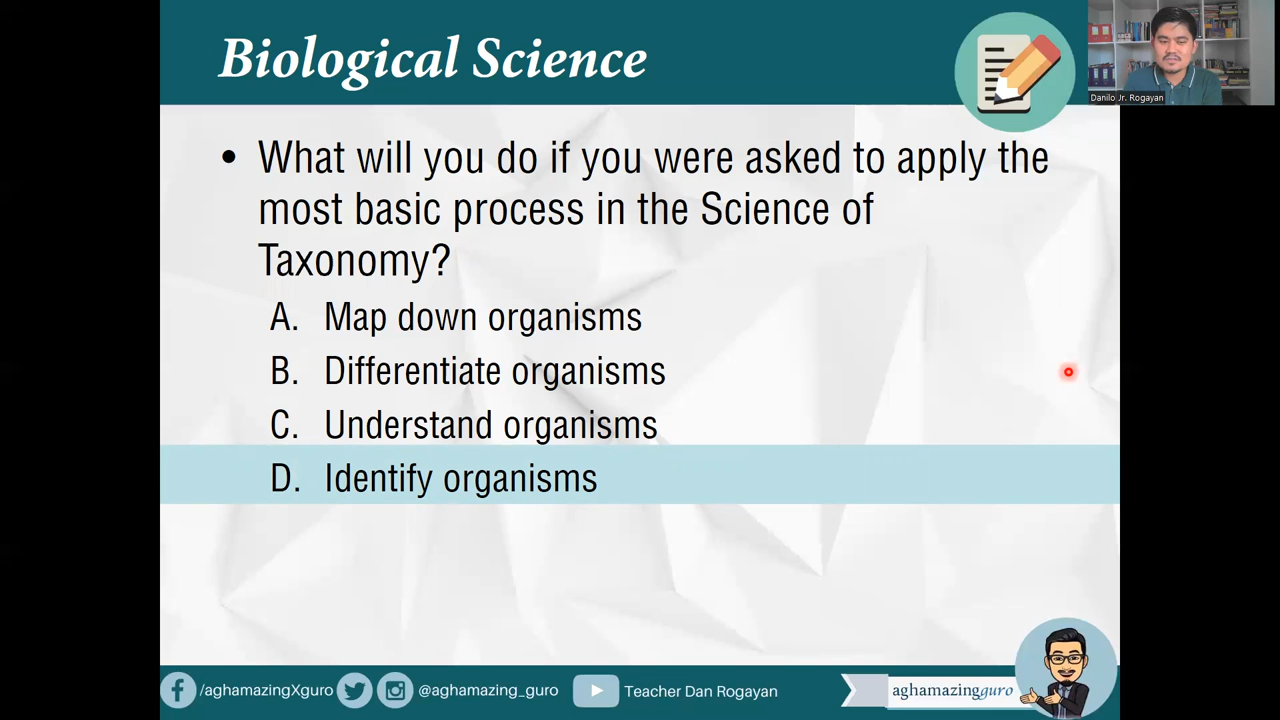 Biological Science
Danilo Jr. Rogayan
• What will you do if you were asked to apply the
most basic process in the Science of
Taxonomy?
A. Map down organisms
B. Differentiate organisms
C. Understand organisms
D. Identify organisms
/aghamazingXguro
@aghamazing_guro
Teacher Dan Rogayan
aghamazingguro